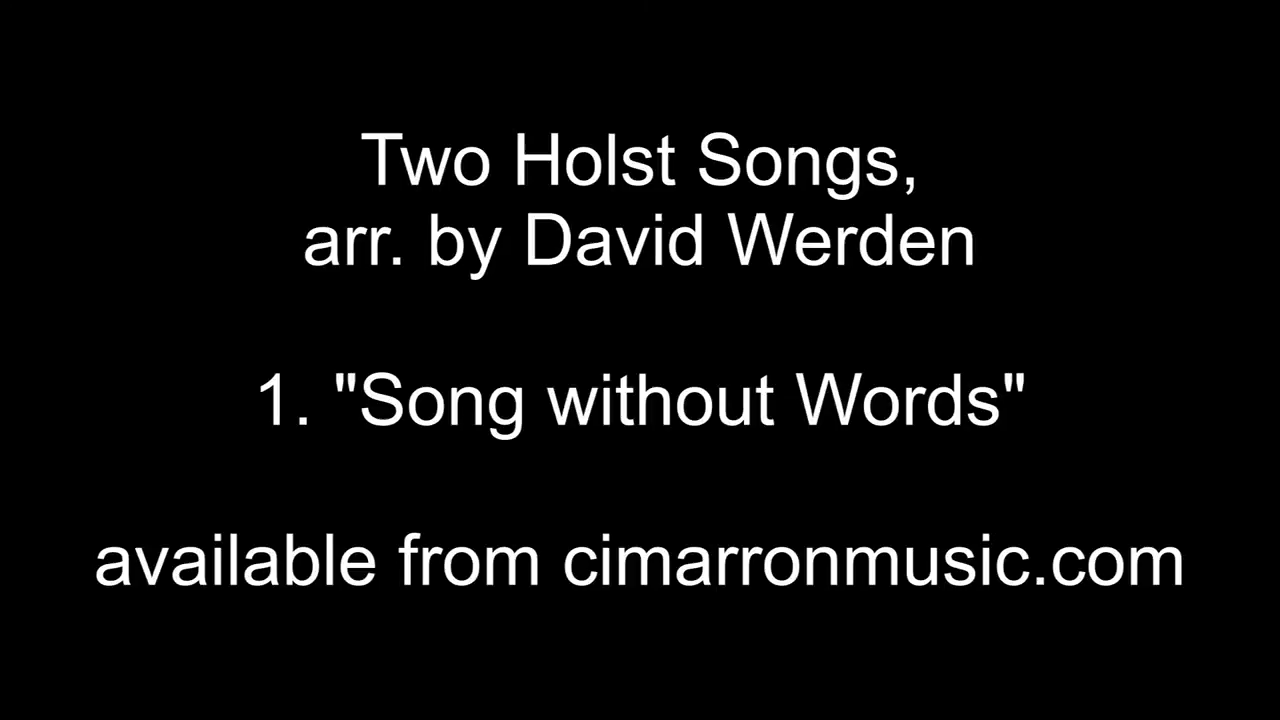 Two Holst Songs,
arr. by David Werden
1. "Song without Words"
available from cimarronmusic.com